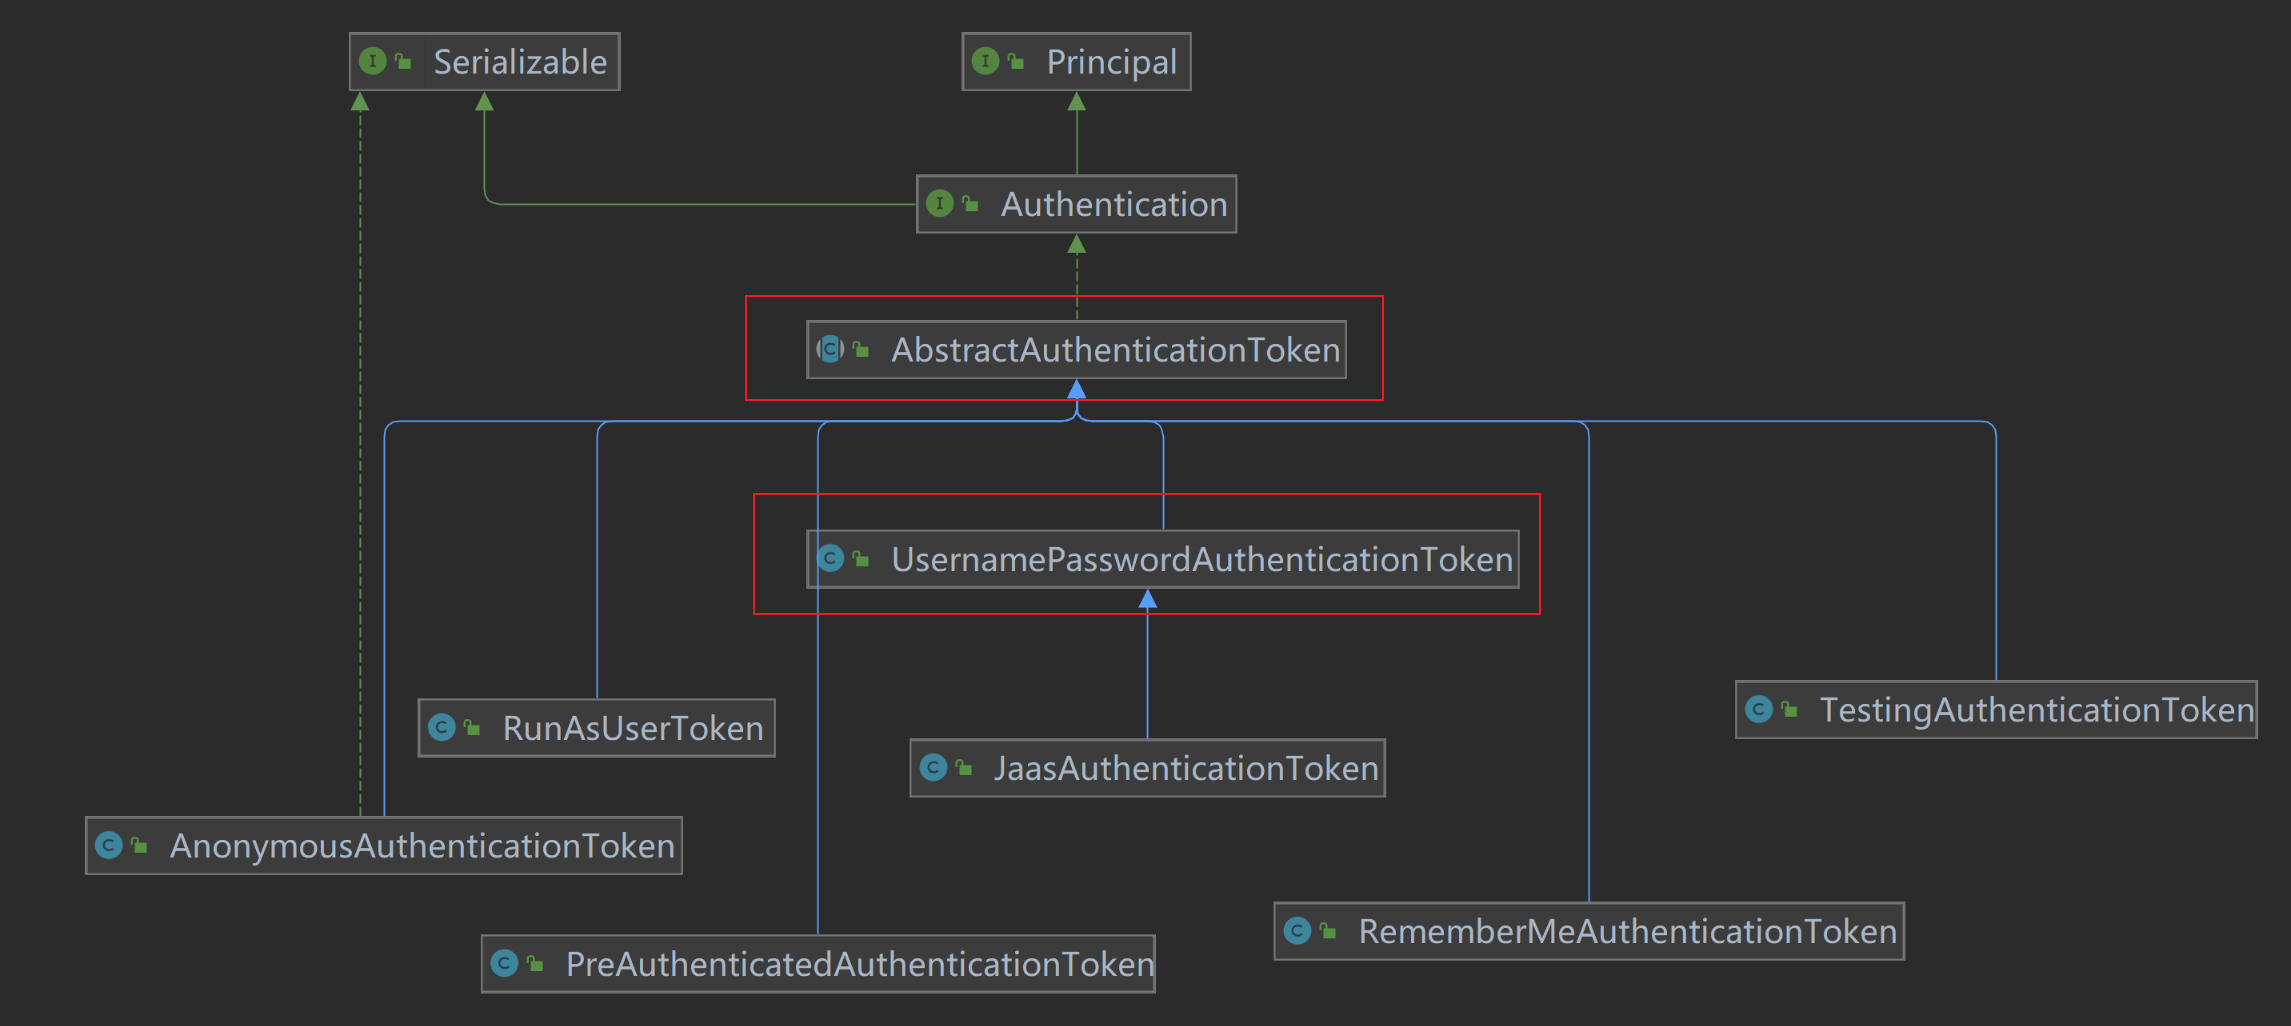 Serializable
Principal
Authentication
AbstractAuthenticationToken
UsernamePasswordAuthenticationToken
TestingAuthenticationToken
RunAsUserToken
JaasAuthenticationToken
AnonymousAuthenticationToken
RememberMeAuthenticationToken
PreAuthenticatedAuthenticationToken